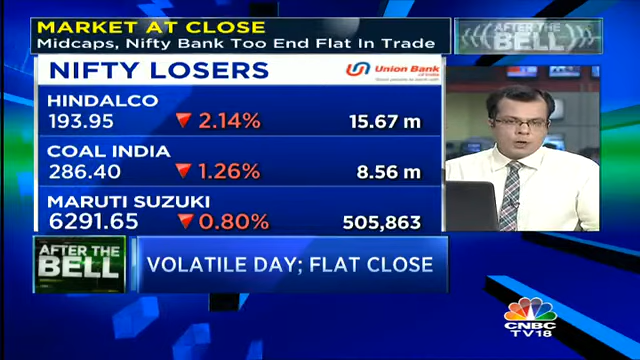 MARKET AT CLOSE
Midcaps, Nifty Bank Too End Flat In Trade
AFTER THE
BELL
NIFTY LOSERS
Union Bank
of India
HINDALCO
193.95 ▼ 2.14% 15.67 m
COAL INDIA
286.40 ▼ 1.26% 8.56 m
MARUTI SUZUKI
6291.65 ▼ 0.80% 505,863
AFTER THE
BELL
VOLATILE DAY; FLAT CLOSE
CNBC
TV18